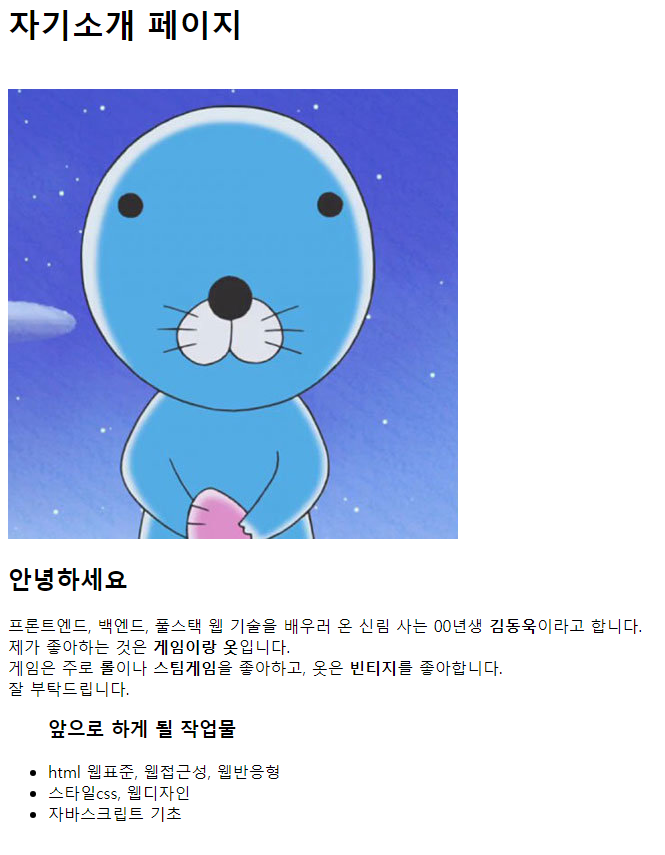 자기소개 페이지
안녕하세요
프론트엔드, 백엔드, 풀스택 웹 기술을 배우러 온 신림 사는 00년생 김동욱이라고 합니다.
제가 좋아하는 것은 게임이랑 옷입니다.
게임은 주로 롤이나 스팀게임을 좋아하고, 옷은 빈티지를 좋아합니다.
잘 부탁드립니다.
앞으로 하게 될 작업물
html 웹표준, 웹접근성, 웹반응형
스타일css, 웹디자인
자바스크립트 기초